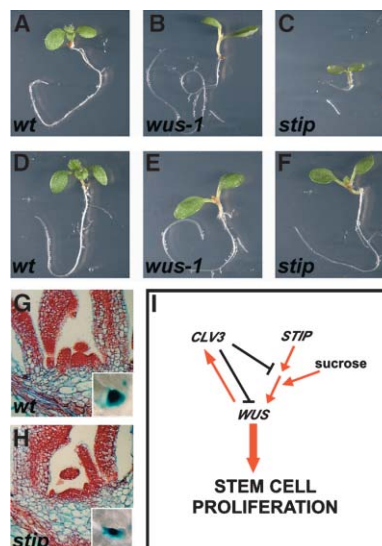 A
wt
B
wus-1
C
stip
D
wt
E
wus-1
F
stip
G
wt
H
stip
I
CLV3
STIP
sucrose
WUS
STEM CELL
PROLIFERATION